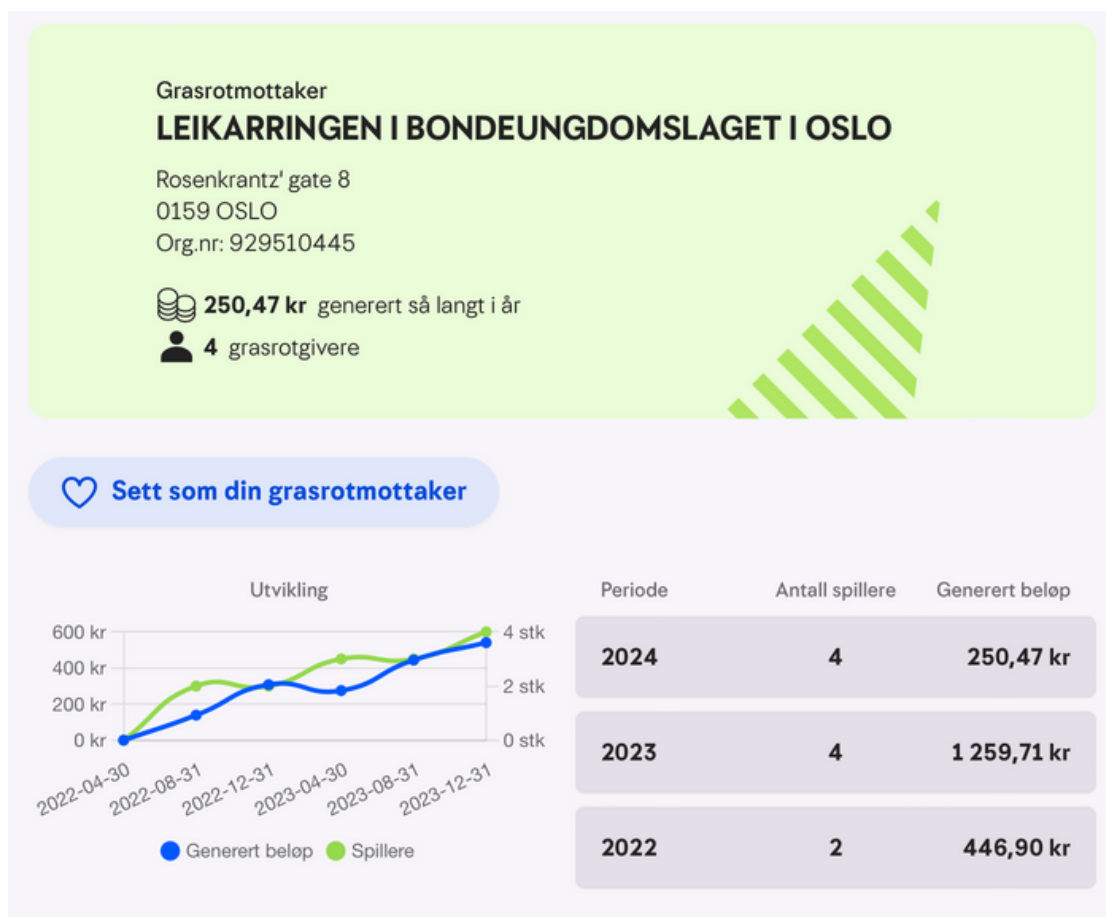 Grasrotmottaker
LEIKARRINGEN I BONDEUNGDOMSLAGET I OSLO
Rosenkrantz' gate 8
0159 OSLO
Org.nr: 929510445
250,47 kr generert så langt i år
4 grasrotgivere
Sett som din grasrotmottaker
Utvikling
600 kr
400 kr
200 kr
0 kr
4 stk
2 stk
0 stk
2022-04-30
2022-08-31
2022-12-31
2023-04-30
2023-08-31
2023-12-31
Generert beløp Spillere
Periode Antall spillere Generert beløp
2024 4 250,47 kr
2023 4 1 259,71 kr
2022 2 446,90 kr